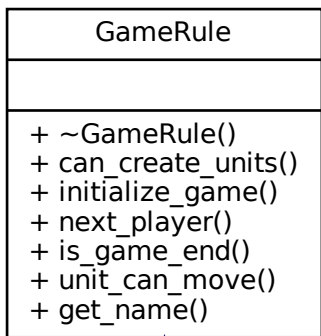 GameRule
+ ~GameRule()
+ can_create_units()
+ initialize_game()
+ next_player()
+ is_game_end()
+ unit_can_move()
+ get_name()